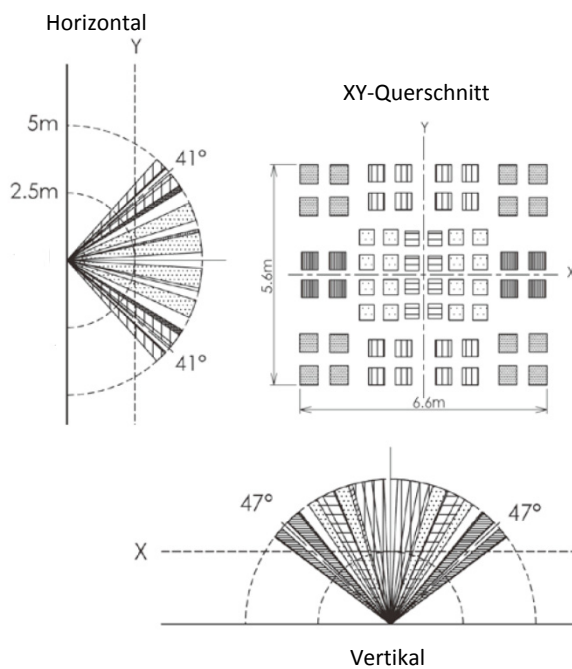 Horizontal
Y
5m
2.5m
41°
41°
XY-Querschnitt
Y
X
5.6m
6.6m
47°
47°
X
Vertikal